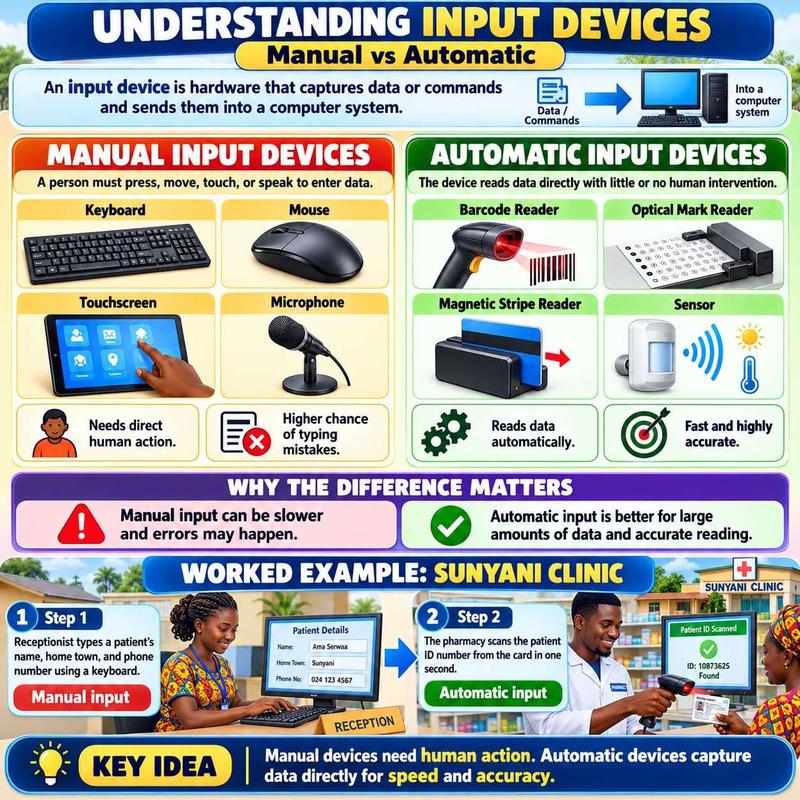 UNDERSTANDING INPUT DEVICES
Manual vs Automatic
An input device is hardware that captures data or commands
and sends them into a computer system.
Data /
Commands
Into a
computer
system
MANUAL INPUT DEVICES
A person must press, move, touch, or speak to enter data.
Keyboard
Mouse
Touchscreen
Microphone
Needs direct
human action.
Higher chance
of typing
mistakes.
AUTOMATIC INPUT DEVICES
The device reads data directly with little or no human intervention.
Barcode Reader
Optical Mark Reader
Magnetic Stripe Reader
Sensor
Reads data
automatically.
Fast and highly
accurate.
WHY THE DIFFERENCE MATTERS
Manual input can be slower
and errors may happen.
Automatic input is better for large
amounts of data and accurate reading.
WORKED EXAMPLE: SUNYANI CLINIC
SUNYANI CLINIC
1 Step 1
Receptionist types a patient's
name, home town, and phone
number using a keyboard.
Manual input
Patient Details
Name: Ama Serwaa
Home Town: Sunyani
Phone No: 024 123 4567
RECEPTION
2 Step 2
The pharmacy scans the patient
ID number from the card in one
second.
Automatic input
PHARMACY
Patient ID Scanned
ID: 10873625
Found
KEY IDEA
Manual devices need human action. Automatic devices capture
data directly for speed and accuracy.